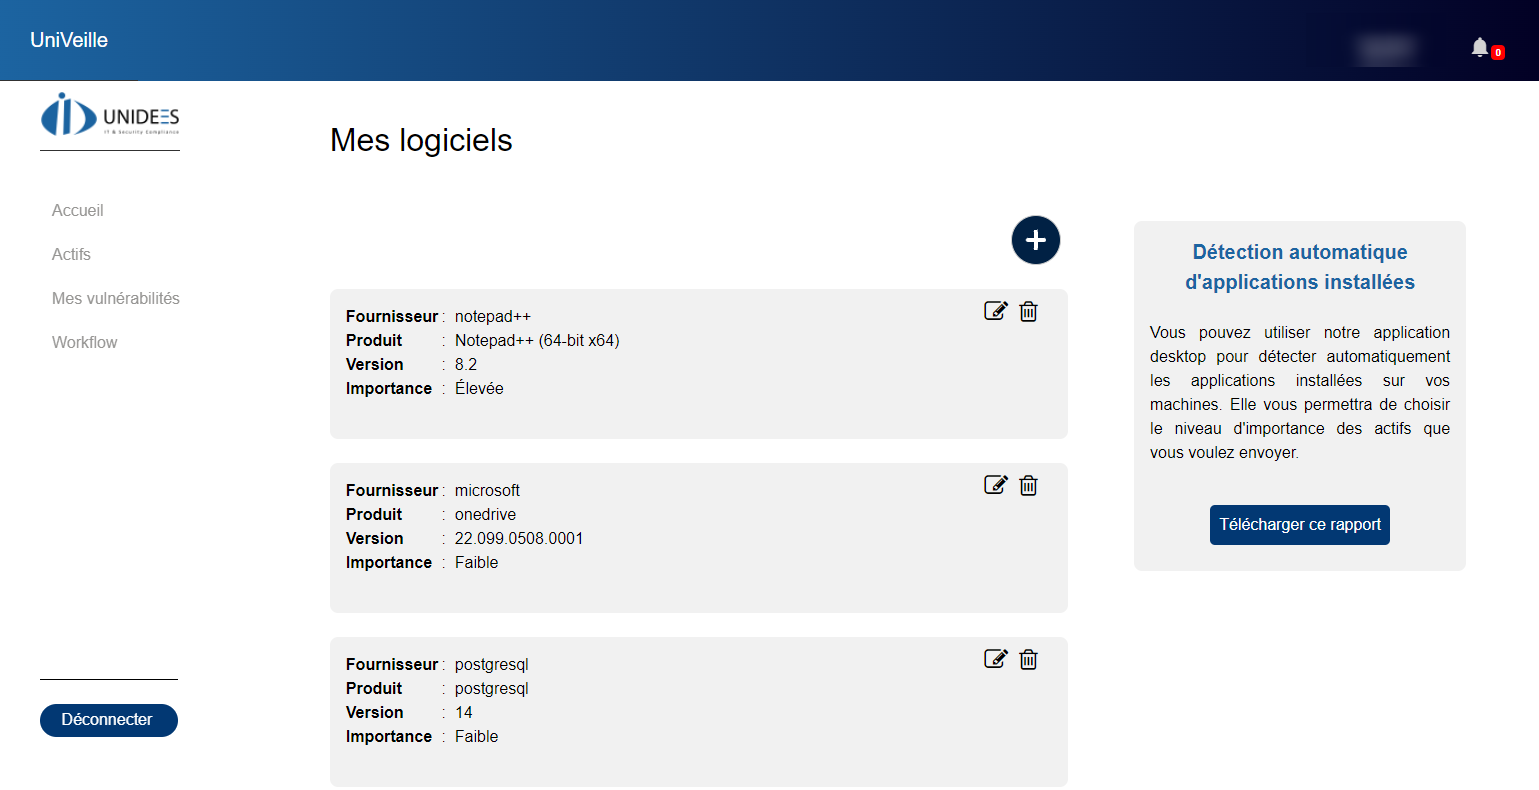 UniVeille
0
UNIDEES
IT & Security Compliance
Accueil
Actifs
Mes vulnérabilités
Workflow
Déconnecter
Mes logiciels
Fournisseur : notepad++
Produit : Notepad++ (64-bit x64)
Version : 8.2
Importance : Élevée
Fournisseur : microsoft
Produit : onedrive
Version : 22.099.0508.0001
Importance : Faible
Fournisseur : postgresql
Produit : postgresql
Version : 14
Importance : Faible
Détection automatique
d'applications installées
Vous pouvez utiliser notre application
desktop pour détecter automatiquement
les applications installées sur vos
machines. Elle vous permettra de choisir
le niveau d'importance des actifs que
vous voulez envoyer.
Télécharger ce rapport